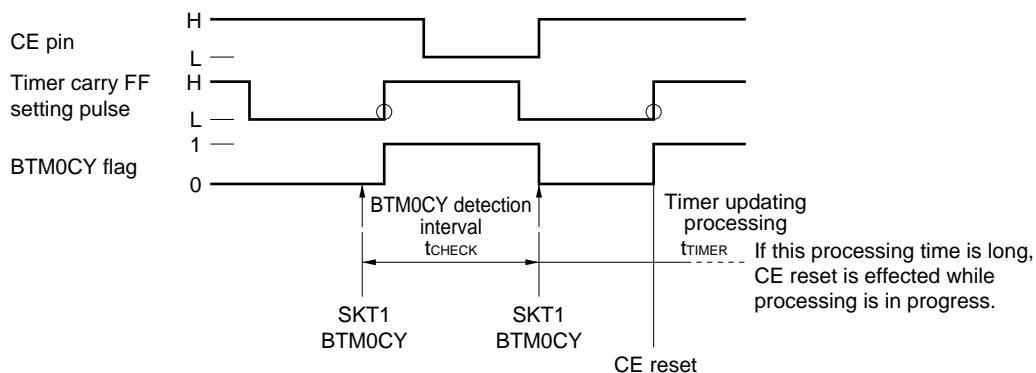 H
CE pin
L
Timer carry FF
setting pulse
H
L
1
BTM0CY flag
0
BTM0CY detection
interval
tCHECK
Timer updating
processing
tTIMER
If this processing time is long,
CE reset is effected while
processing is in progress.
SKT1
BTM0CY
SKT1
BTM0CY
CE reset